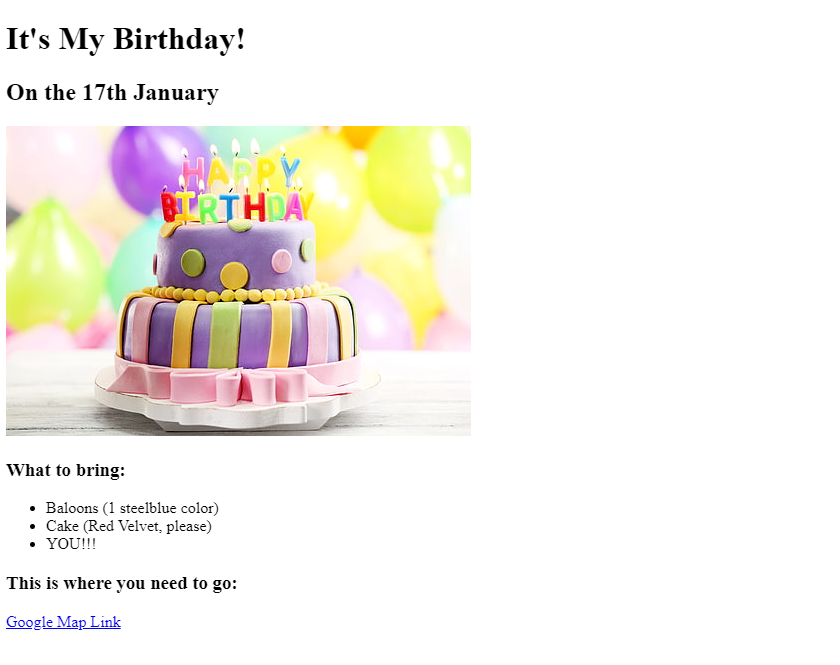 It's My Birthday!
On the 17th January
HAPPY
BIRTHDAY
What to bring:
Baloons (1 steelblue color)
Cake (Red Velvet, please)
YOU!!!
This is where you need to go:
Google Map Link